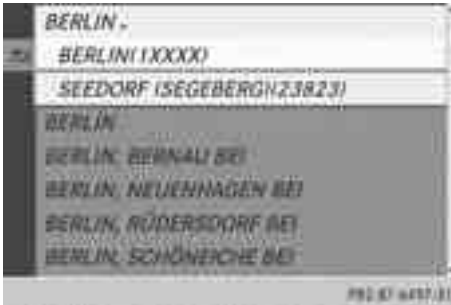 BERLIN
BERLIN(1XXXX)
SEEDORF (SEGEBERG)(23823)
BERLIN
BERLIN, BERNAU BEI
BERLIN, NEUENHAGEN BEI
BERLIN, RÜDERSDORF BEI
BERLIN, SCHÖNEICHE BEI